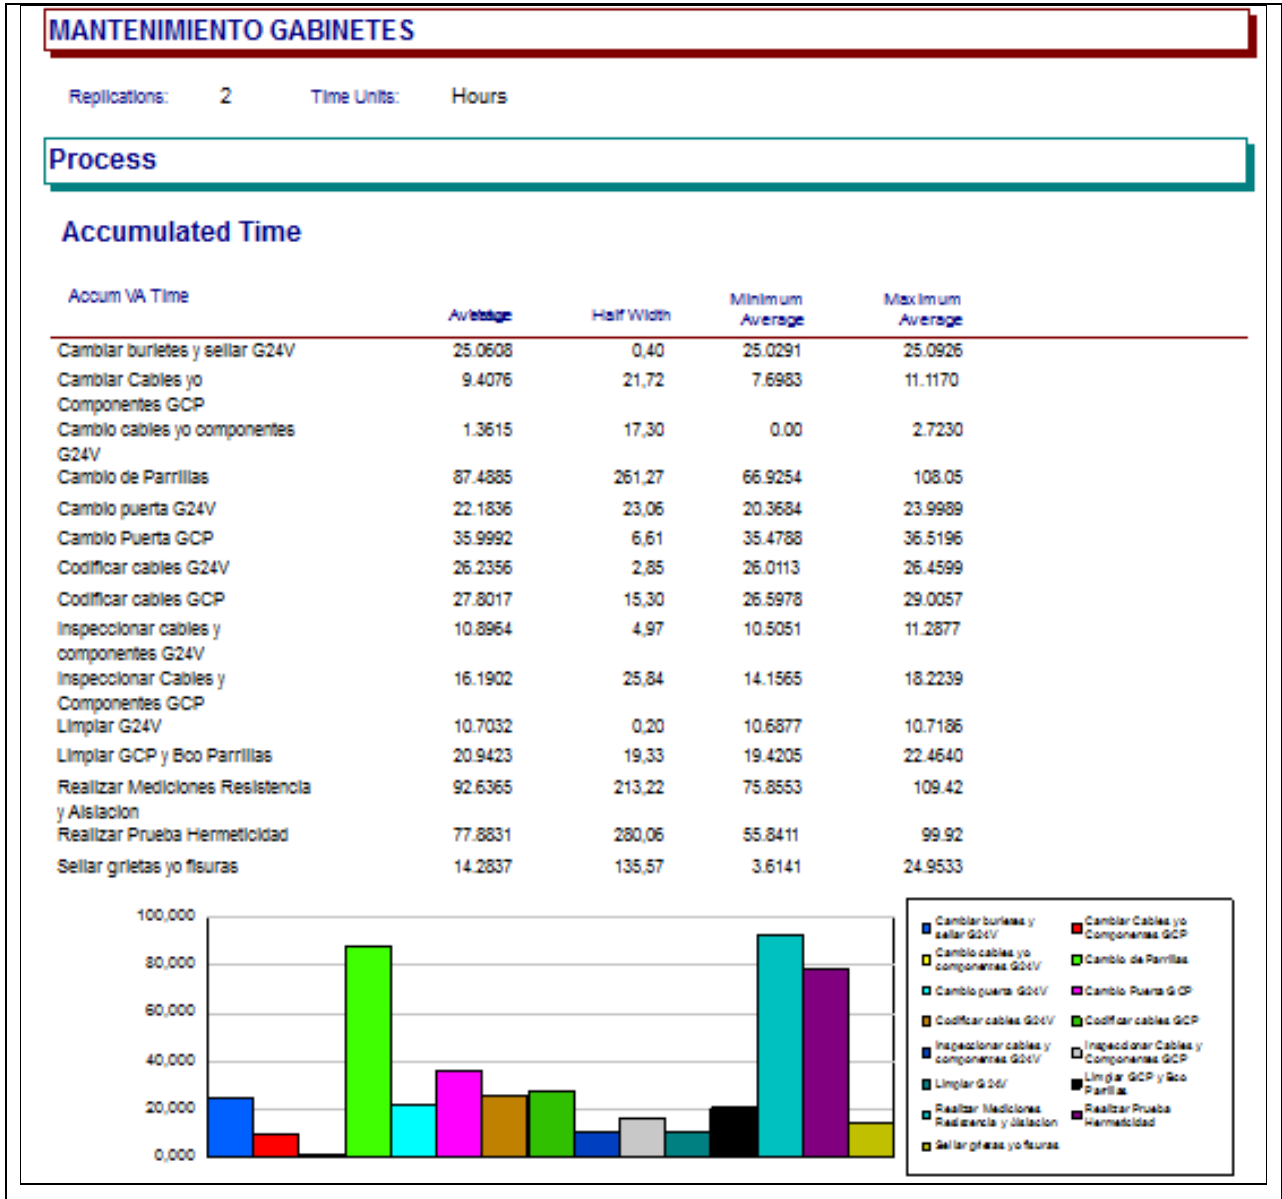 MANTENIMIENTO GABINETES
Replications: 2 Time Units: Hours
Process
Accumulated Time
Accum VA Time Average Half Width Minimum Average Maximum Average
Cambiar burletes y sellar G24V 25.0608 0,40 25.0291 25.0926
Cambiar Cables yo 9.4076 21,72 7.6983 11.1170
Componentes GCP
Cambio cables yo componentes 1.3615 17,30 0.00 2.7230
G24V
Cambio de Parrillas 87.4885 261,27 66.9254 108.05
Cambio puerta G24V 22.1836 23,06 20.3684 23.9989
Cambio Puerta GCP 35.9992 6,61 35.4788 36.5196
Codificar cables G24V 26.2356 2,85 26.0113 26.4599
Codificar cables GCP 27.8017 15,30 26.5978 29.0057
Inspeccionar cables y 10.8964 4,97 10.5051 11.2877
componentes G24V
Inspeccionar Cables y 16.1902 25,84 14.1565 18.2239
Componentes GCP
Limpiar G24V 10.7032 0,20 10.6877 10.7186
Limpiar GCP y Bco Parrillas 20.9423 19,33 19.4205 22.4640
Realizar Mediciones Resistencia 92.6365 213,22 75.8553 109.42
y Aislacion
Realizar Prueba Hermeticidad 77.8831 280,06 55.8411 99.92
Sellar grietas yo fisuras 14.2837 135,57 3.6141 24.9533
100,000
80,000
60,000
40,000
20,000
0,000
Cambiar burletes y sellar G24V
Cambiar Cables yo Componentes GCP
Cambio cables yo componentes G24V
Cambio de Parrillas
Cambio puerta G24V
Cambio Puerta GCP
Codificar cables G24V
Codificar cables GCP
Inspeccionar cables y componentes G24V
Inspeccionar Cables y Componentes GCP
Limpiar G24V
Limpiar GCP y Bco Parrillas
Realizar Mediciones Resistencia y Aislacion
Realizar Prueba Hermeticidad
Sellar grietas yo fisuras